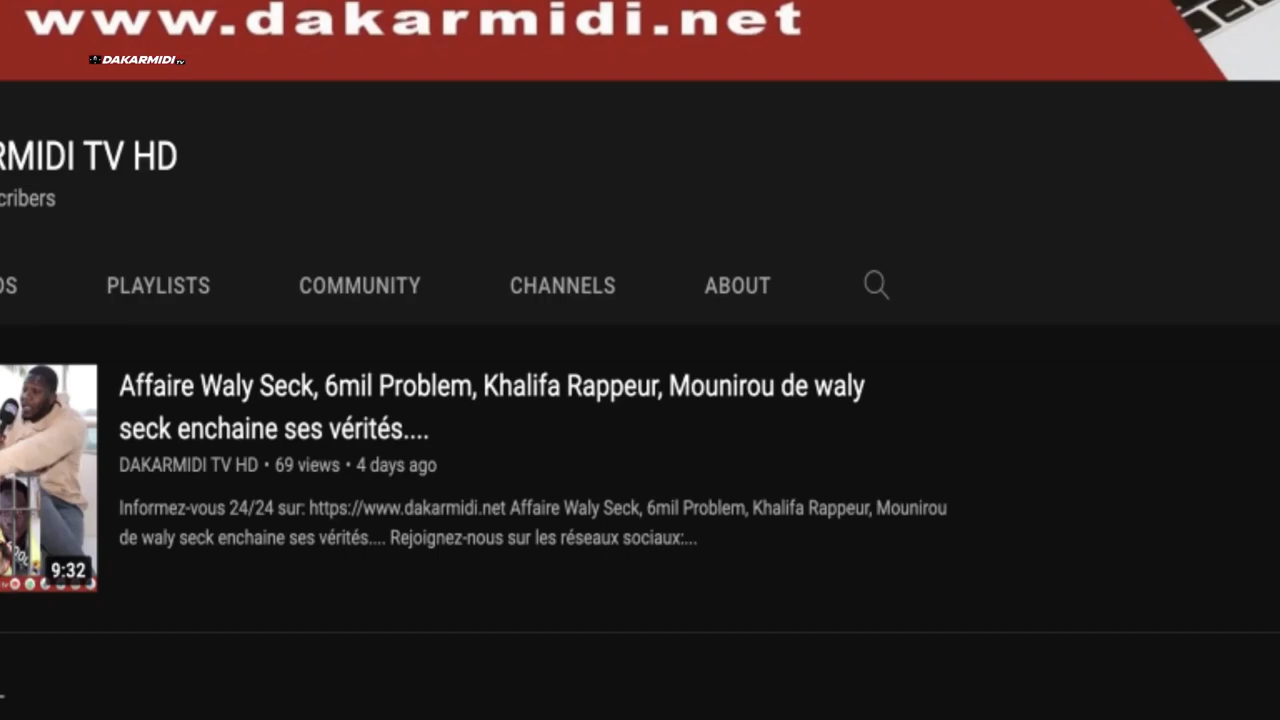 www.dakarmidi.net
DAKARMIDI TV
RMIDI TV HD
cribers
OS
PLAYLISTS
COMMUNITY
CHANNELS
ABOUT
Affaire Waly Seck, 6mil Problem, Khalifa Rappeur, Mounirou de waly
seck enchaine ses vérités....
DAKARMIDI TV HD • 69 views • 4 days ago
Informez-vous 24/24 sur: https://www.dakarmidi.net Affaire Waly Seck, 6mil Problem, Khalifa Rappeur, Mounirou
de waly seck enchaine ses vérités.... Rejoignez-nous sur les réseaux sociaux:...
9:32